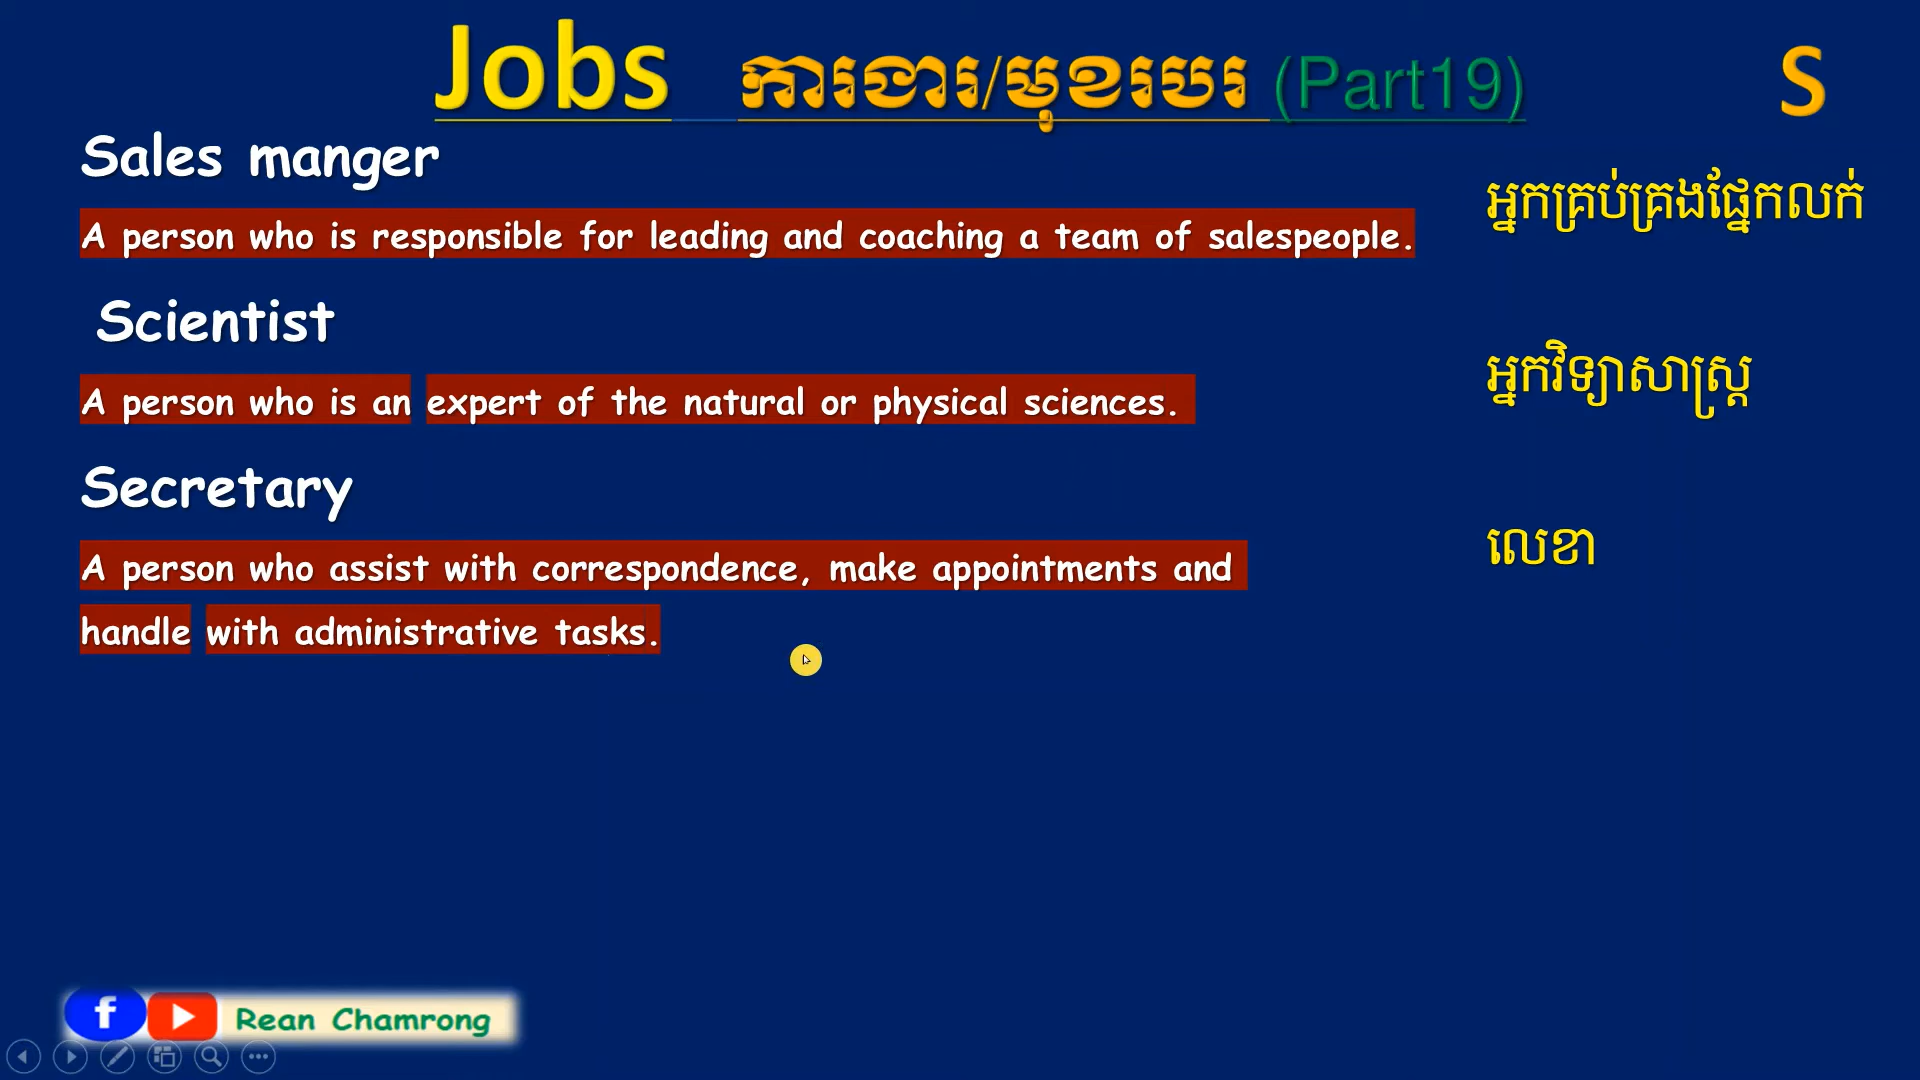 Jobs ការងារ/មុខរបរ (Part19) S
Sales manger
អ្នកគ្រប់គ្រងផ្នែកលក់
A person who is responsible for leading and coaching a team of salespeople.
Scientist
អ្នកវិទ្យាសាស្ត្រ
A person who is an expert of the natural or physical sciences.
Secretary
លេខា
A person who assist with correspondence, make appointments and
handle with administrative tasks.
f Rean Chamrong